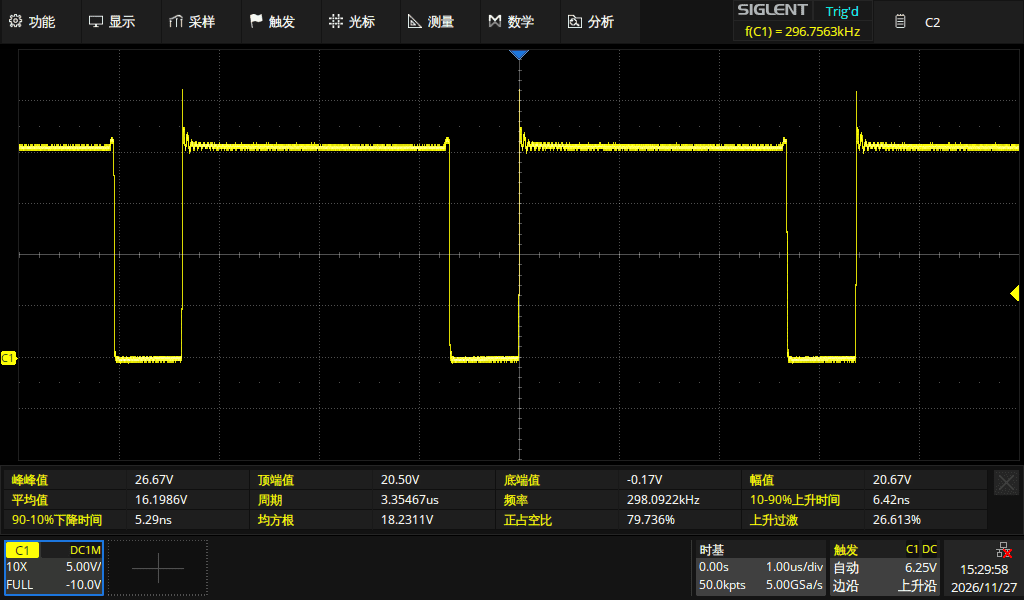 功能 显示 采样 触发 光标 测量 数学 分析 SIGLENT Trig'd C2
f(C1) = 296.7563kHz
C1
峰峰值 26.67V 顶端值 20.50V 底端值 -0.17V 幅值 20.67V
平均值 16.1986V 周期 3.35467us 频率 298.0922kHz 10-90%上升时间 6.42ns
90-10%下降时间 5.29ns 均方根 18.2311V 正占空比 79.736% 上升过激 26.613%
C1 DC1M
10X 5.00V/
FULL -10.0V
时基
0.00s 1.00us/div
50.0kpts 5.00GSa/s
触发 C1 DC
自动 6.25V
边沿 上升沿
15:29:58
2026/11/27